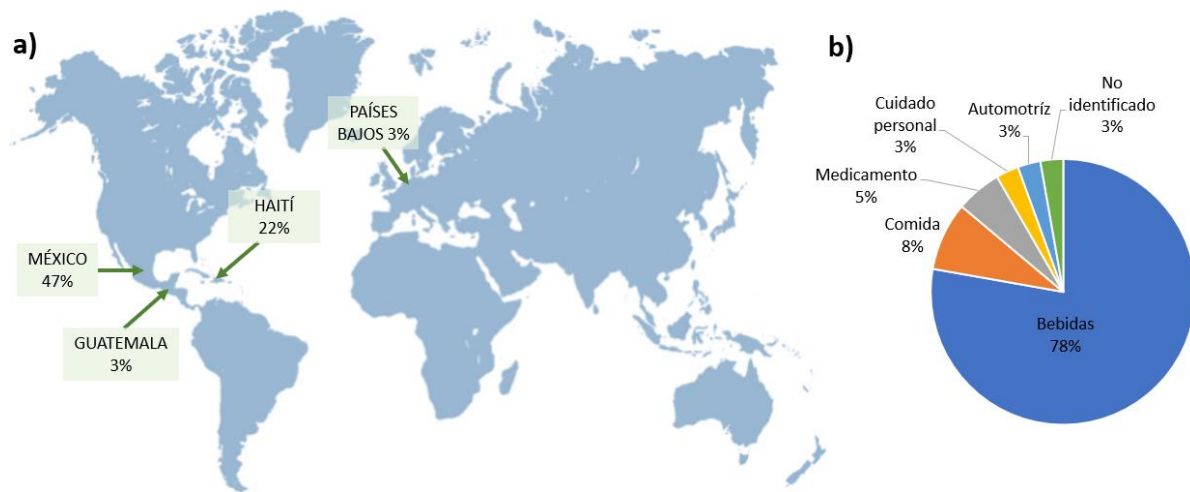 a)
PAÍSES
BAJOS 3%
HAITÍ
22%
MÉXICO
47%
GUATEMALA
3%
b)
No
identificado
3%
Automotríz
3%
Cuidado
personal
3%
Medicamento
5%
Comida
8%
Bebidas
78%